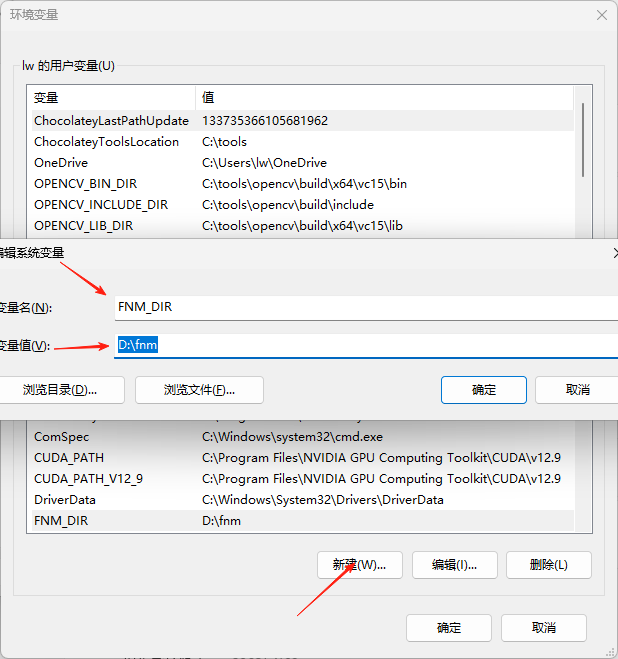 环境变量
lw 的用户变量(U)
变量 值
ChocolateyLastPathUpdate 133735366105681962
ChocolateyToolsLocation C:\tools
OneDrive C:\Users\lw\OneDrive
OPENCV_BIN_DIR C:\tools\opencv\build\x64\vc15\bin
OPENCV_INCLUDE_DIR C:\tools\opencv\build\include
OPENCV_LIB_DIR C:\tools\opencv\build\x64\vc15\lib
编辑系统变量
变量名(N): FNM_DIR
变量值(V): D:\fnm
浏览目录(D)... 浏览文件(F)... 确定 取消
ComSpec C:\Windows\system32\cmd.exe
CUDA_PATH C:\Program Files\NVIDIA GPU Computing Toolkit\CUDA\v12.9
CUDA_PATH_V12_9 C:\Program Files\NVIDIA GPU Computing Toolkit\CUDA\v12.9
DriverData C:\Windows\System32\Drivers\DriverData
FNM_DIR D:\fnm
新建(W)... 编辑(I)... 删除(L)
确定 取消